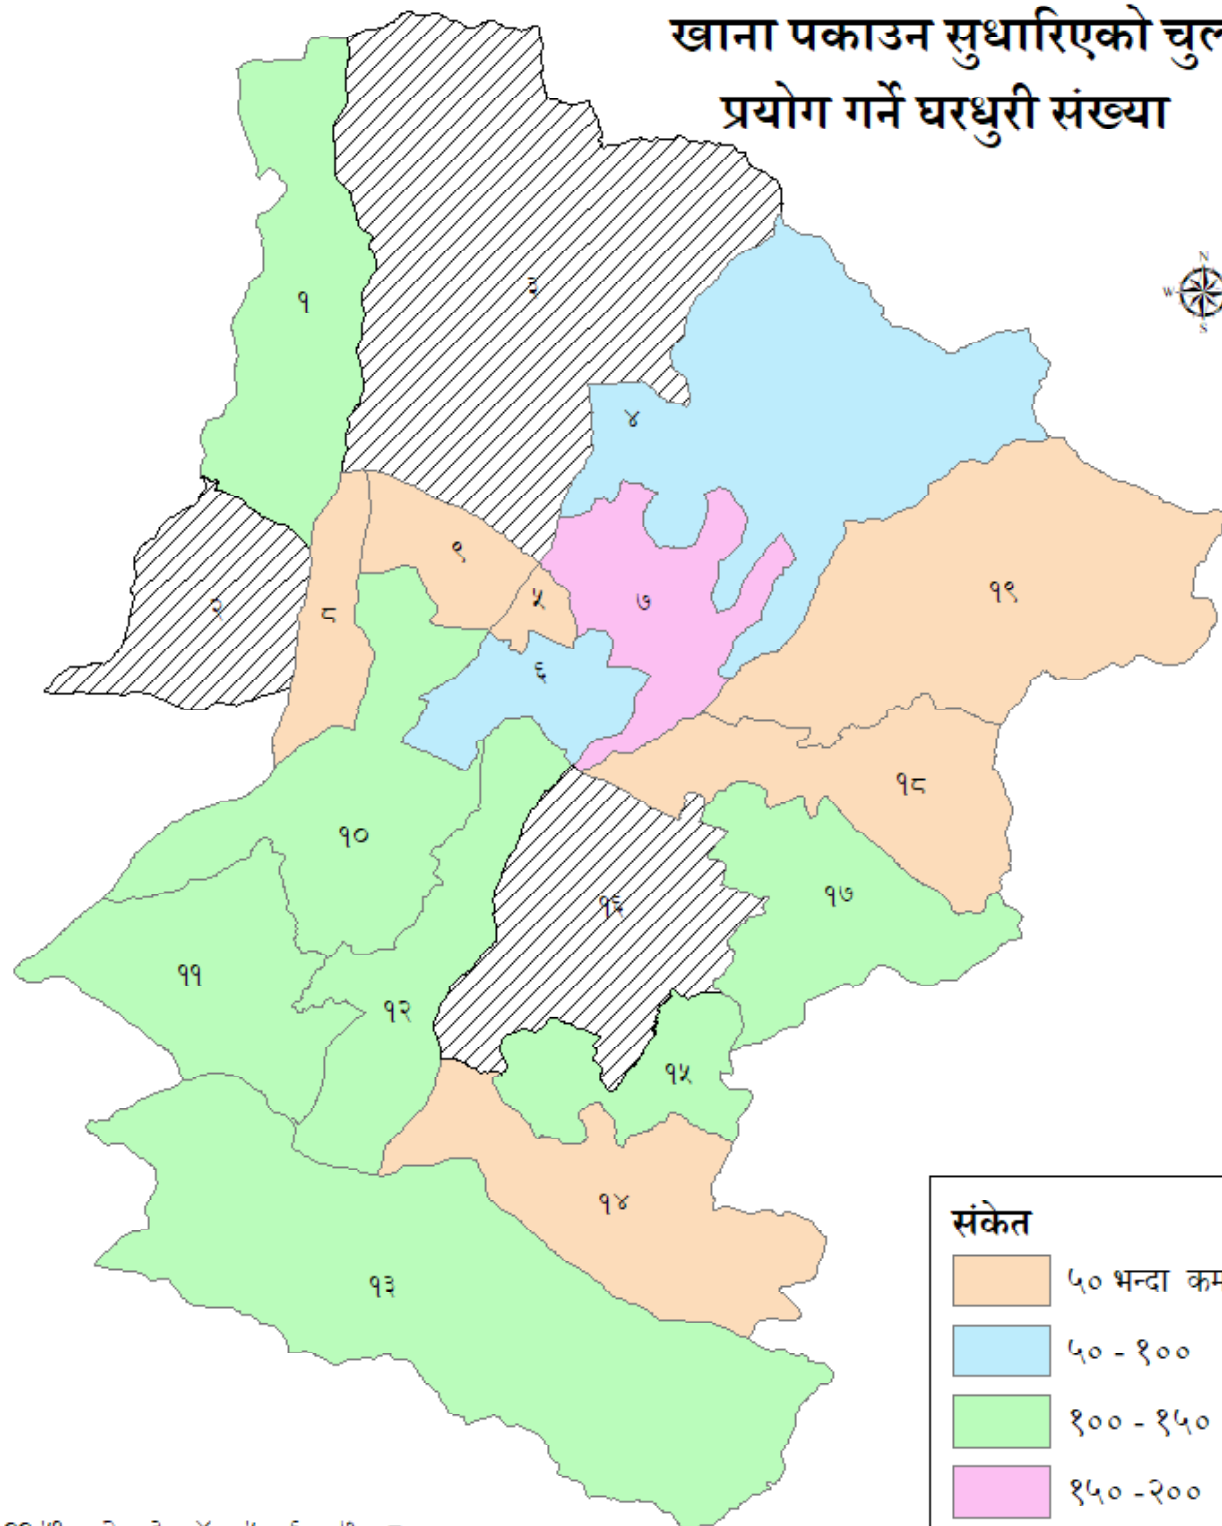 खाना पकाउन सुधारिएको
प्रयोग गर्ने घरधुरी संख्या
N
W
S
१
३
४
९
५
७
१९
२
८
६
१८
१०
१७
१६
११
१२
१५
१४
१३
संकेत
५० भन्दा कम
५० - १००
१०० - १५०
१५० -२००